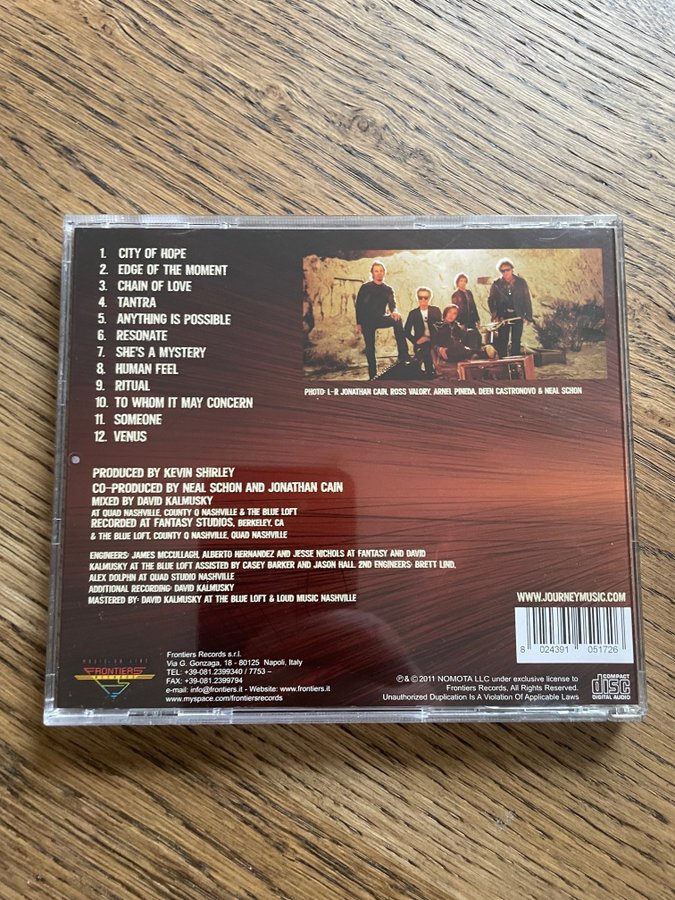 1. CITY OF HOPE
2. EDGE OF THE MOMENT
3. CHAIN OF LOVE
4. TANTRA
5. ANYTHING IS POSSIBLE
6. RESONATE
7. SHE'S A MYSTERY
8. HUMAN FEEL
9. RITUAL
10. TO WHOM IT MAY CONCERN
11. SOMEONE
12. VENUS
PHOTO: L-R JONATHAN CAIN, ROSS VALORY, ARNEL PINEDA, DEEN CASTRONOVO & NEAL SCHON
PRODUCED BY KEVIN SHIRLEY
CO-PRODUCED BY NEAL SCHON AND JONATHAN CAIN
MIXED BY DAVID KALMUSKY
AT QUAD NASHVILLE, COUNTY Q NASHVILLE & THE BLUE LOFT
RECORDED AT FANTASY STUDIOS, BERKELEY, CA
& THE BLUE LOFT, COUNTY Q NASHVILLE, QUAD NASHVILLE
ENGINEERS: JAMES MCCULLAGH, ALBERTO HERNANDEZ AND JESSE NICHOLS AT FANTASY AND DAVID
KALMUSKY AT THE BLUE LOFT ASSISTED BY CASEY BARKER AND JASON HALL. 2ND ENGINEERS: BRETT LIND,
ALEX DOLPHN AT QUAD STUDIO NASHVILLE
ADDITIONAL RECORDING: DAVID KALMUSKY
MASTERED BY: DAVID KALMUSKY AT THE BLUE LOFT & LOUD MUSIC NASHVILLE
WWW.JOURNEYMUSIC.COM
8 024391 051726
FRONTIERS
RECORDS
Frontiers Records s.r.l.
Via G. Gonzaga, 18 - 80125 Napoli, Italy
TEL: +39-081.2399340 / 7753 –
FAX: +39-081.2399794
e-mail: info@frontiers.it - Website: www.frontiers.it
www.myspace.com/frontiersrecords
℗ & © 2011 NOMOTA LLC under exclusive license to
Frontiers Records. All Rights Reserved.
Unauthorized Duplication Is A Violation Of Applicable Laws
COMPACT
disc
DIGITAL AUDIO